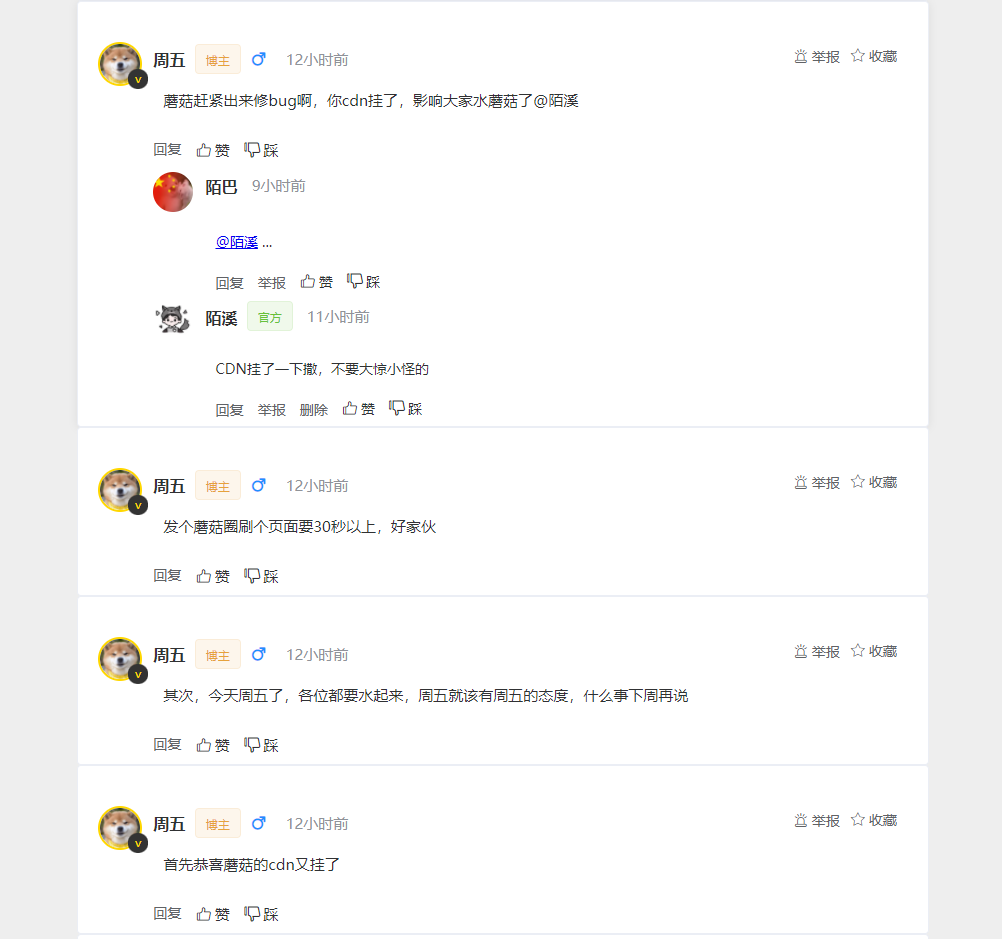 周五 博主 12小时前 举报 收藏
蘑菇赶紧出来修bug啊，你cdn挂了，影响大家水蘑菇了@陌溪
回复 赞 踩
陌巴 9小时前
@陌溪 ...
回复 举报 赞 踩
陌溪 官方 11小时前
CDN挂了一下撒，不要大惊小怪的
回复 举报 删除 赞 踩
周五 博主 12小时前 举报 收藏
发个蘑菇圈刷个页面要30秒以上，好家伙
回复 赞 踩
周五 博主 12小时前 举报 收藏
其次，今天周五了，各位都要水起来，周五就该有周五的态度，什么事下周再说
回复 赞 踩
周五 博主 12小时前 举报 收藏
首先恭喜蘑菇的cdn又挂了
回复 赞 踩